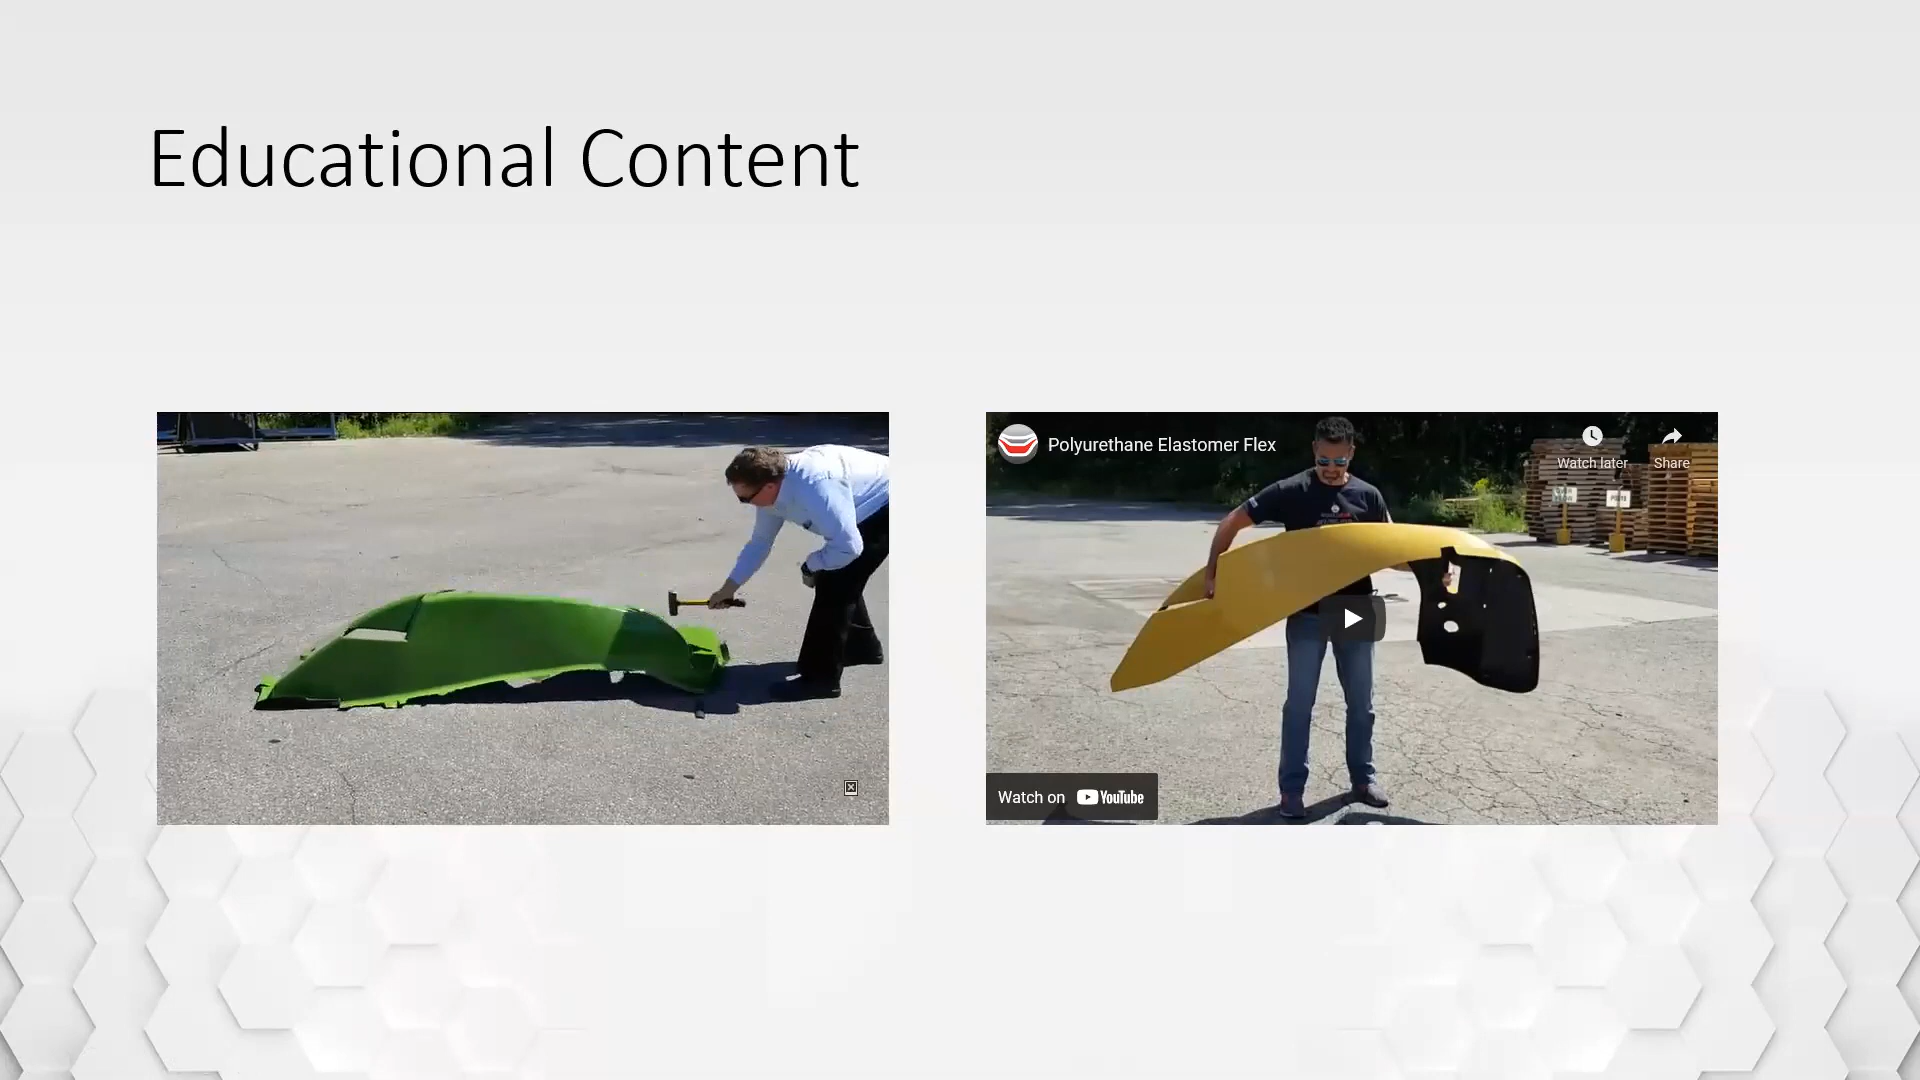 Educational Content
Polyurethane Elastomer Flex
Watch later
Share
Watch on YouTube